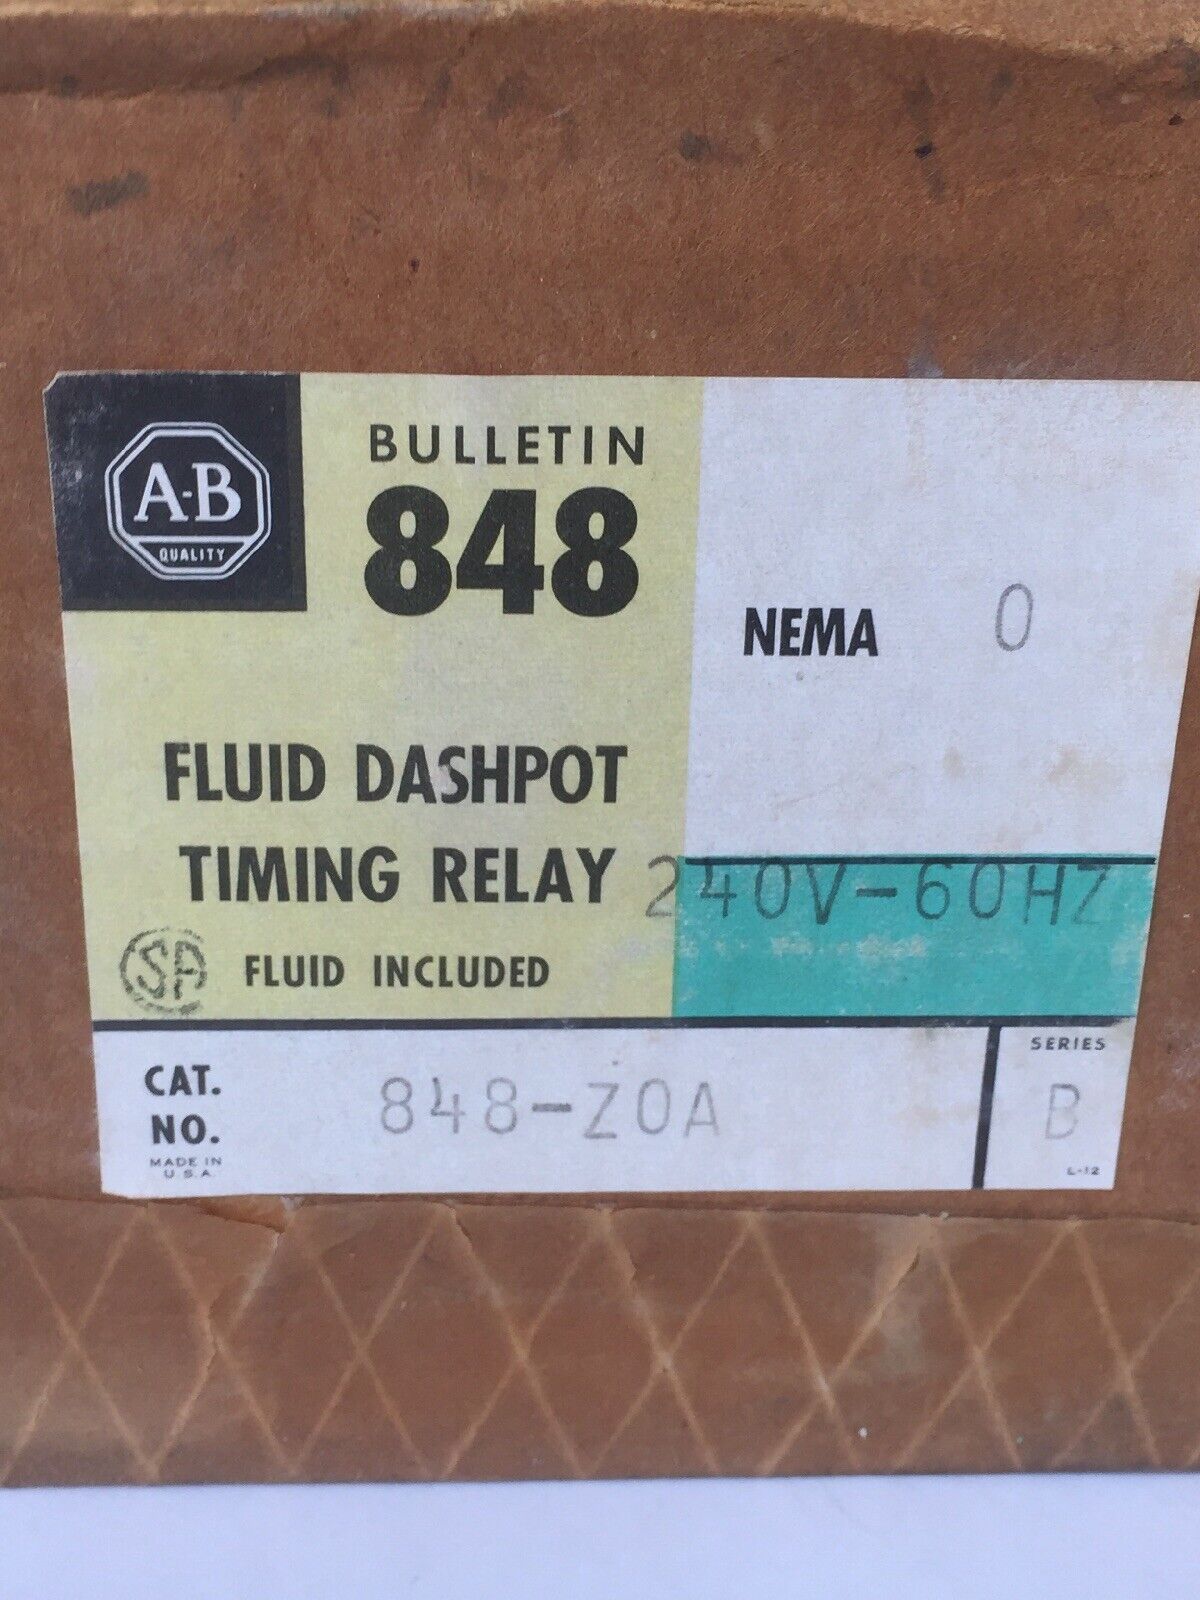 A-B
QUALITY
BULLETIN
848
NEMA 0
FLUID DASHPOT
TIMING RELAY
240V-60HZ
FLUID INCLUDED
CAT.
NO.
848-ZOA
MADE IN
U.S.A.
SERIES
B
L-12